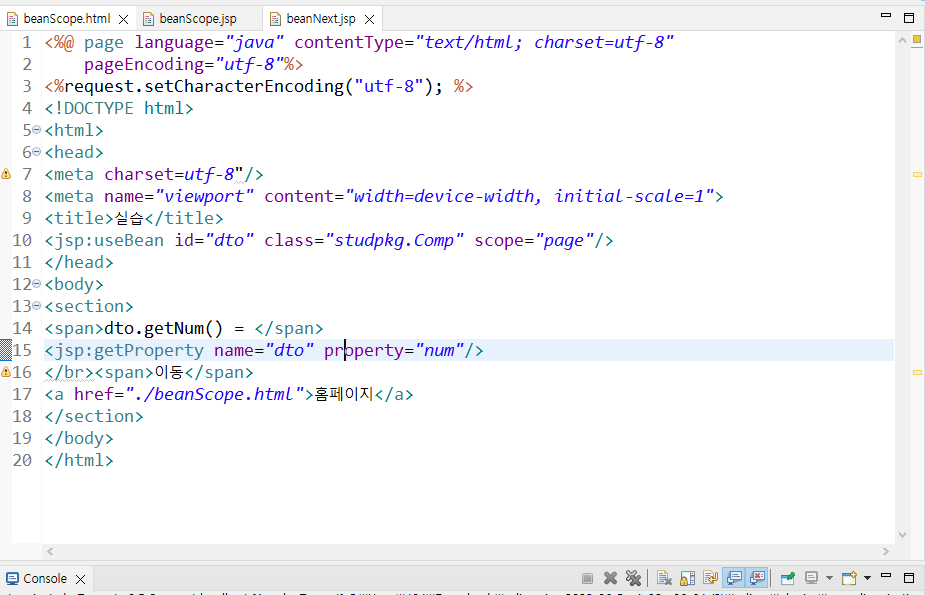 beanScope.html beanScope.jsp beanNext.jsp
1 <%@ page language="java" contentType="text/html; charset=utf-8"
2 pageEncoding="utf-8"%>
3 <%request.setCharacterEncoding("utf-8"); %>
4 <!DOCTYPE html>
5 <html>
6 <head>
7 <meta charset=utf-8"/>
8 <meta name="viewport" content="width=device-width, initial-scale=1">
9 <title>실습</title>
10 <jsp:useBean id="dto" class="studpkg.Comp" scope="page"/>
11 </head>
12 <body>
13 <section>
14 <span>dto.getNum() = </span>
15 <jsp:getProperty name="dto" property="num"/>
16 </br><span>이동</span>
17 <a href="./beanScope.html">홈페이지</a>
18 </section>
19 </body>
20 </html>
Console